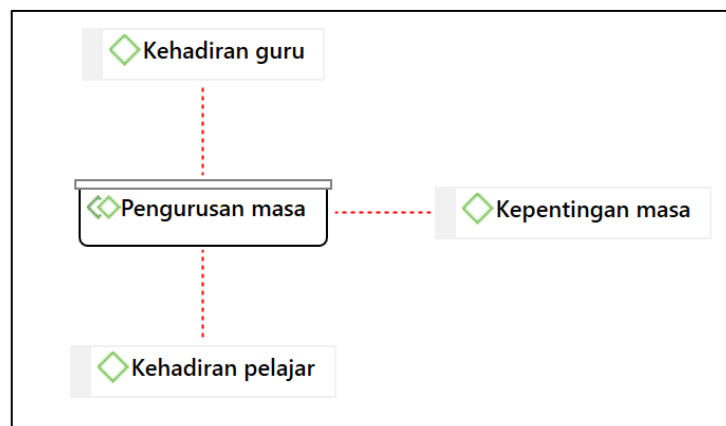 Kehadiran guru
Pengurusan masa
Kepentingan masa
Kehadiran pelajar